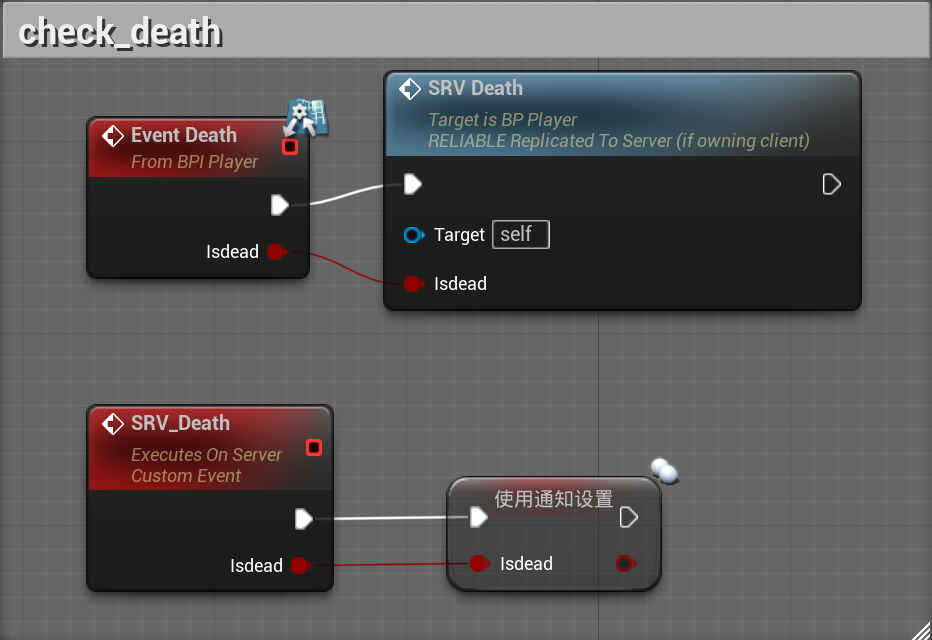 check_death
Event Death
From BPI Player
Isdead
SRV Death
Target is BP Player
RELIABLE Replicated To Server (if owning client)
Target self
Isdead
SRV_Death
Executes On Server
Custom Event
Isdead
使用通知设置
Isdead